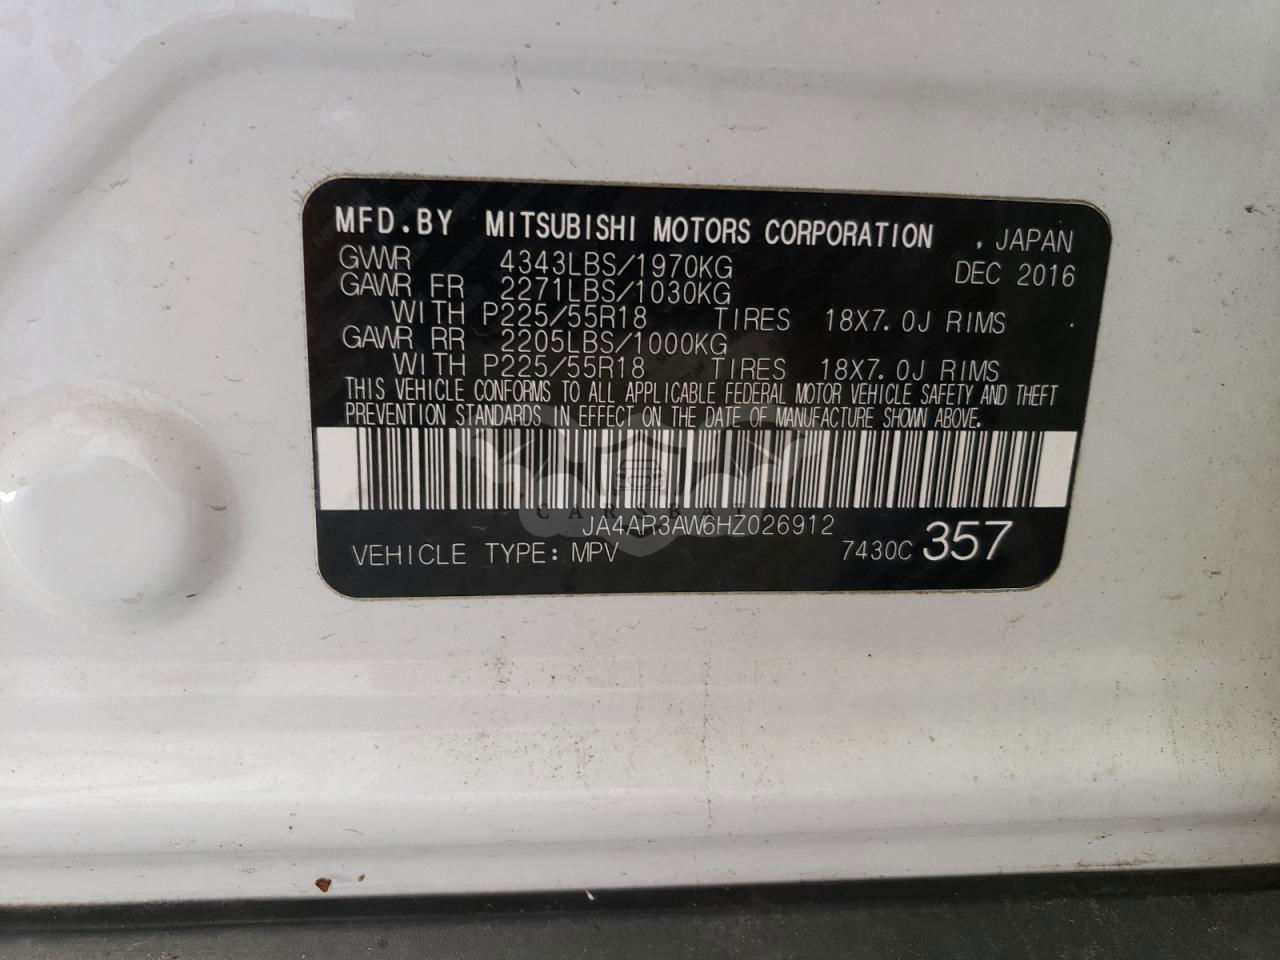 MFD.BY MITSUBISHI MOTORS CORPORATION , JAPAN
GVWR 4343LBS/1970KG DEC 2016
GAWR FR 2271LBS/1030KG
WITH P225/55R18 TIRES 18X7.0J RIMS
GAWR RR 2205LBS/1000KG
WITH P225/55R18 TIRES 18X7.0J RIMS
THIS VEHICLE CONFORMS TO ALL APPLICABLE FEDERAL MOTOR VEHICLE SAFETY AND THEFT
PREVENTION STANDARDS IN EFFECT ON THE DATE OF MANUFACTURE SHOWN ABOVE.
JA4AR3AW6HZ026912
VEHICLE TYPE: MPV 7430C 357